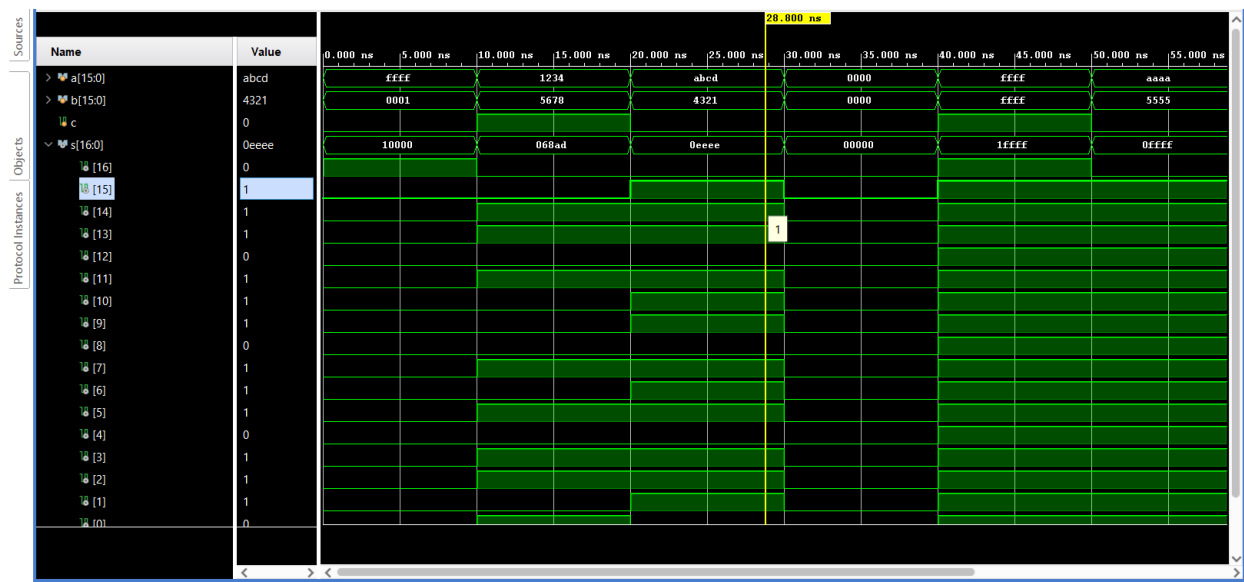 Sources
Objects
Protocol Instances
28.800 ns
Name Value 0.000 ns 5.000 ns 10.000 ns 15.000 ns 20.000 ns 25.000 ns 30.000 ns 35.000 ns 40.000 ns 45.000 ns 50.000 ns 55.000 ns
a[15:0] abcd ffff 1234 abcd 0000 ffff aaaa
b[15:0] 4321 0001 5678 4321 0000 ffff 5555
c 0
s[16:0] 0eeee 10000 068ad 0eeee 00000 1ffff 0ffff
[16] 0
[15] 1
[14] 1
[13] 1 1
[12] 0
[11] 1
[10] 1
[9] 1
[8] 0
[7] 1
[6] 1
[5] 1
[4] 0
[3] 1
[2] 1
[1] 1
[0] 0